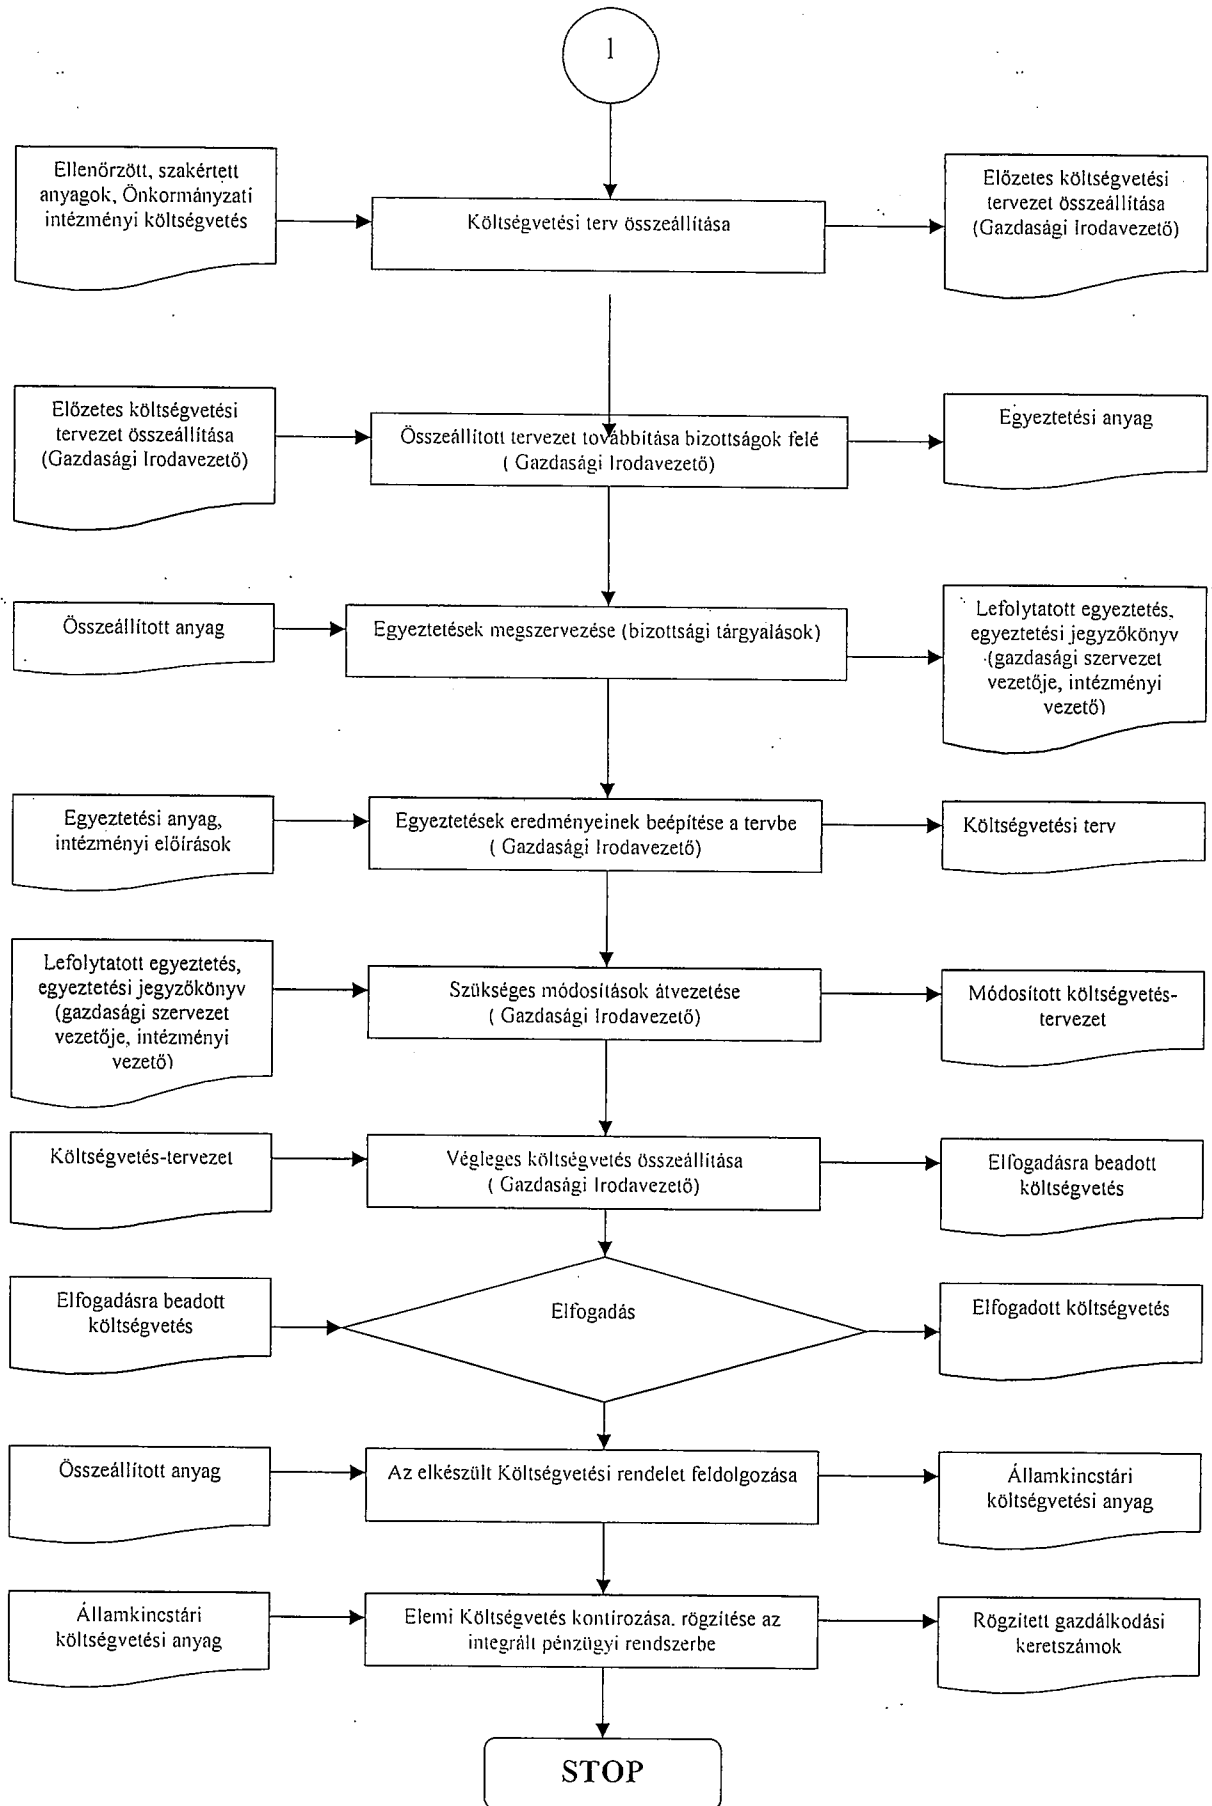 1
Ellenőrzött, szakértett
anyagok, Önkormányzati
intézményi költségvetés
Költségvetési terv összeállítása
Előzetes költségvetési
tervezet összeállítása
(Gazdasági Irodavezető)
Előzetes költségvetési
tervezet összeállítása
(Gazdasági Irodavezető)
Összeállított tervezet továbbítása bizottságok felé
( Gazdasági Irodavezető)
Egyeztetési anyag
Összeállított anyag
Egyeztetések megszervezése (bizottsági tárgyalások)
Lefolytatott egyeztetés,
egyeztetési jegyzőkönyv
(gazdasági szervezet
vezetője, intézményi
vezető)
Egyeztetési anyag,
intézményi előírások
Egyeztetések eredményeinek beépítése a tervbe
( Gazdasági Irodavezető)
Költségvetési terv
Lefolytatott egyeztetés,
egyeztetési jegyzőkönyv
(gazdasági szervezet
vezetője, intézményi
vezető)
Szükséges módosítások átvezetése
( Gazdasági Irodavezető)
Módosított költségvetés-
tervezet
Költségvetés-tervezet
Végleges költségvetés összeállítása
( Gazdasági Irodavezető)
Elfogadásra beadott
költségvetés
Elfogadásra beadott
költségvetés
Elfogadás
Elfogadott költségvetés
Összeállított anyag
Az elkészült Költségvetési rendelet feldolgozása
Államkincstári
költségvetési anyag
Államkincstári
költségvetési anyag
Elemi Költségvetés kontírozása, rögzítése az
integrált pénzügyi rendszerbe
Rögzített gazdálkodási
keretszámok
STOP